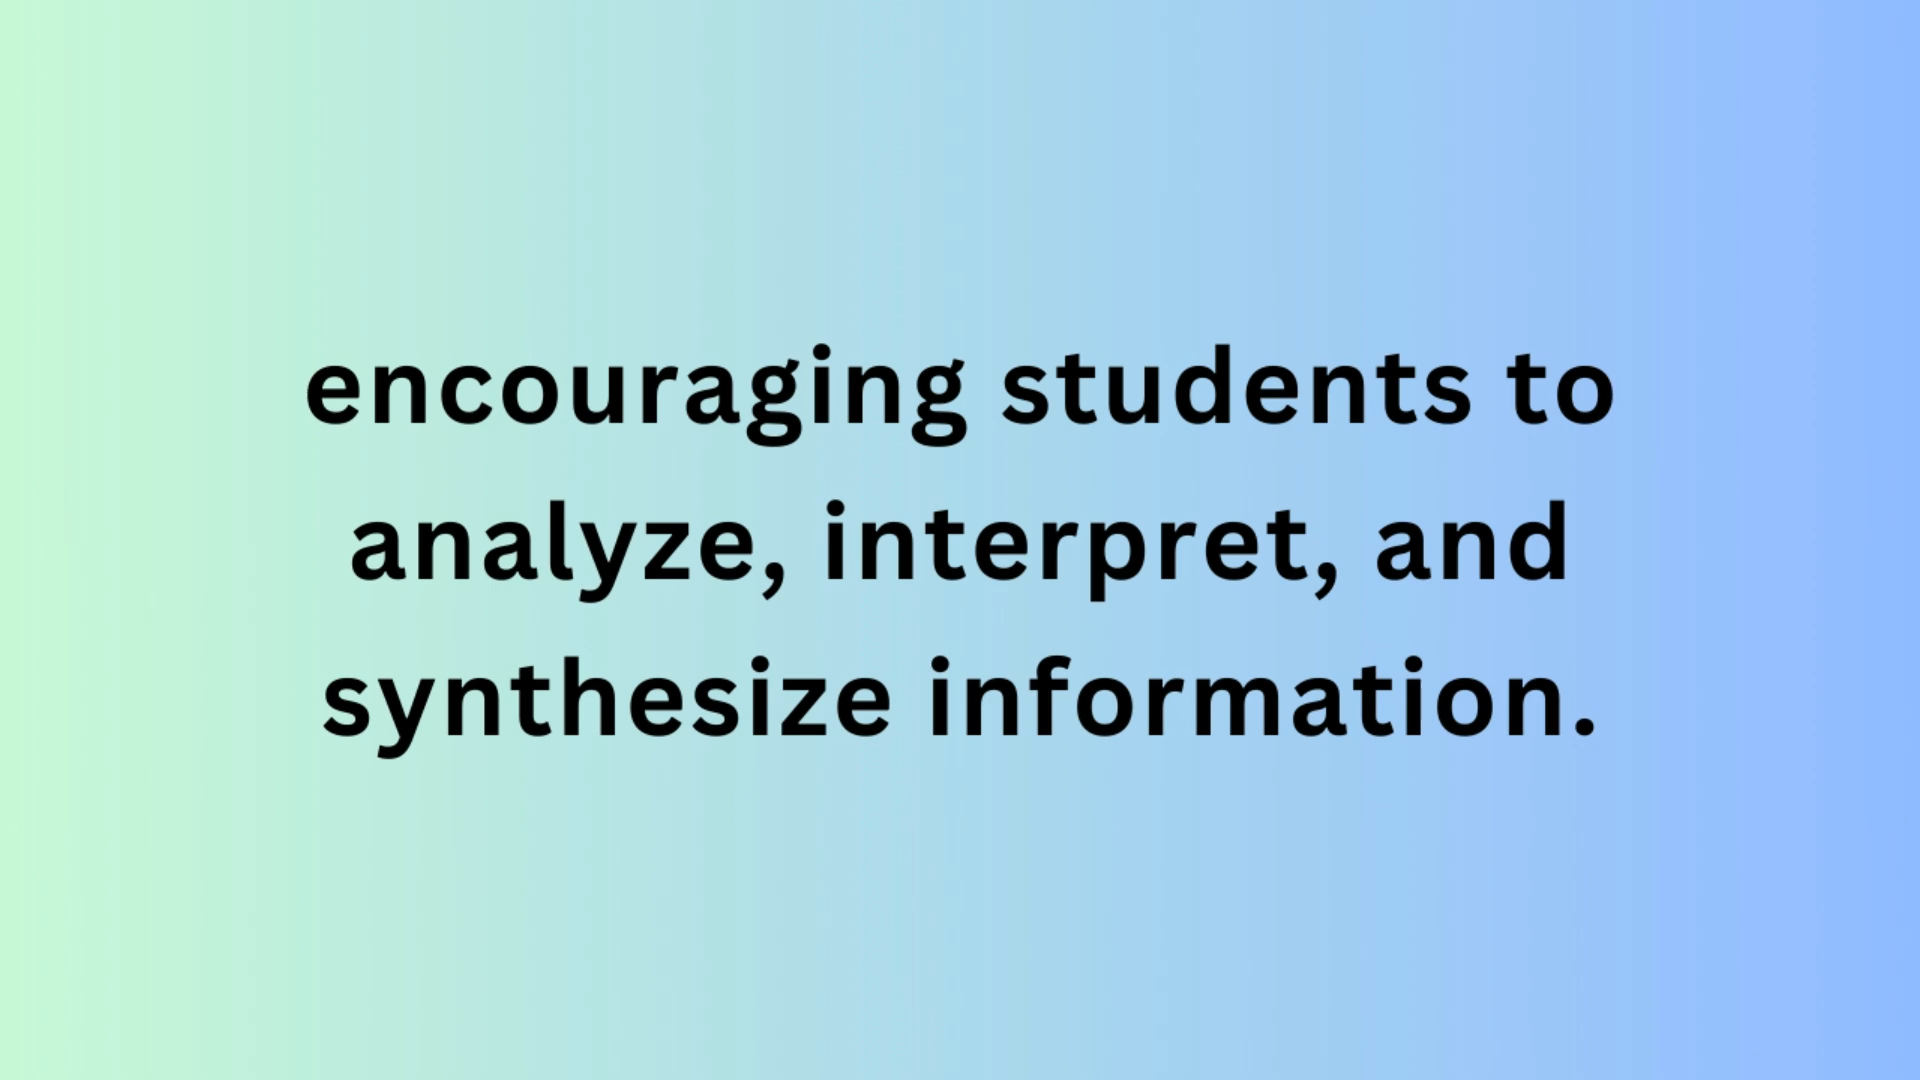 encouraging students to
analyze, interpret, and
synthesize information.